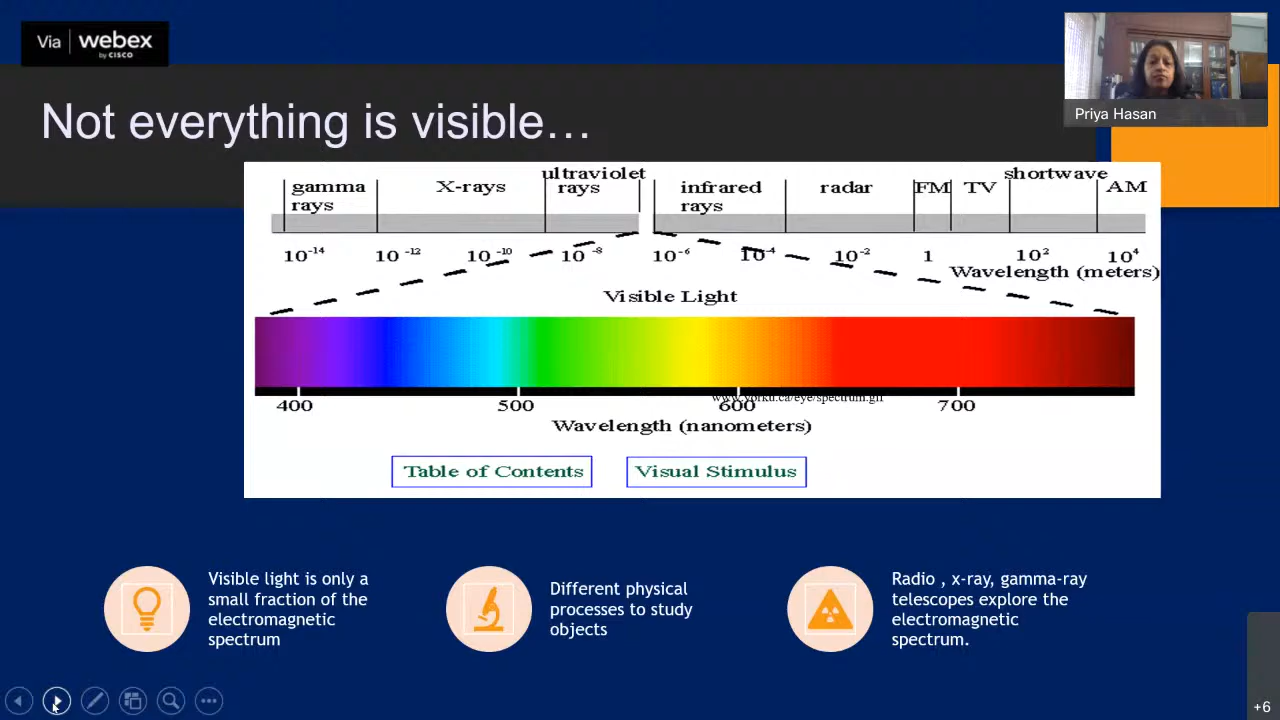 Via webex
by CISCO
Priya Hasan
Not everything is visible...
ultraviolet shortwave
gamma X-rays rays infrared radar FM TV AM
rays rays
10⁻¹⁴ 10⁻¹² 10⁻¹⁰ 10⁻⁸ 10⁻⁶ 10⁻⁴ 10⁻² 1 10² 10⁴
Wavelength (meters)
Visible Light
www.yorku.ca/eye/spectrum.gif
400 500 600 700
Wavelength (nanometers)
Table of Contents Visual Stimulus
Visible light is only a
small fraction of the
electromagnetic
spectrum
Different physical
processes to study
objects
Radio , x-ray, gamma-ray
telescopes explore the
electromagnetic
spectrum.
+6